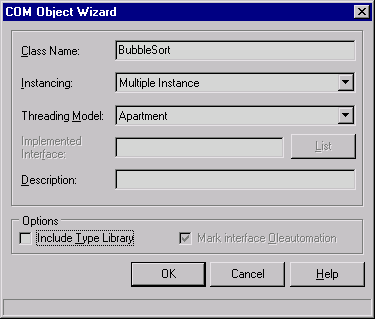 COM Object Wizard
Class Name: BubbleSort
Instancing: Multiple Instance
Threading Model: Apartment
Implemented
Interface: List
Description:
Options
Include Type Library Mark interface Oleautomation
OK Cancel Help